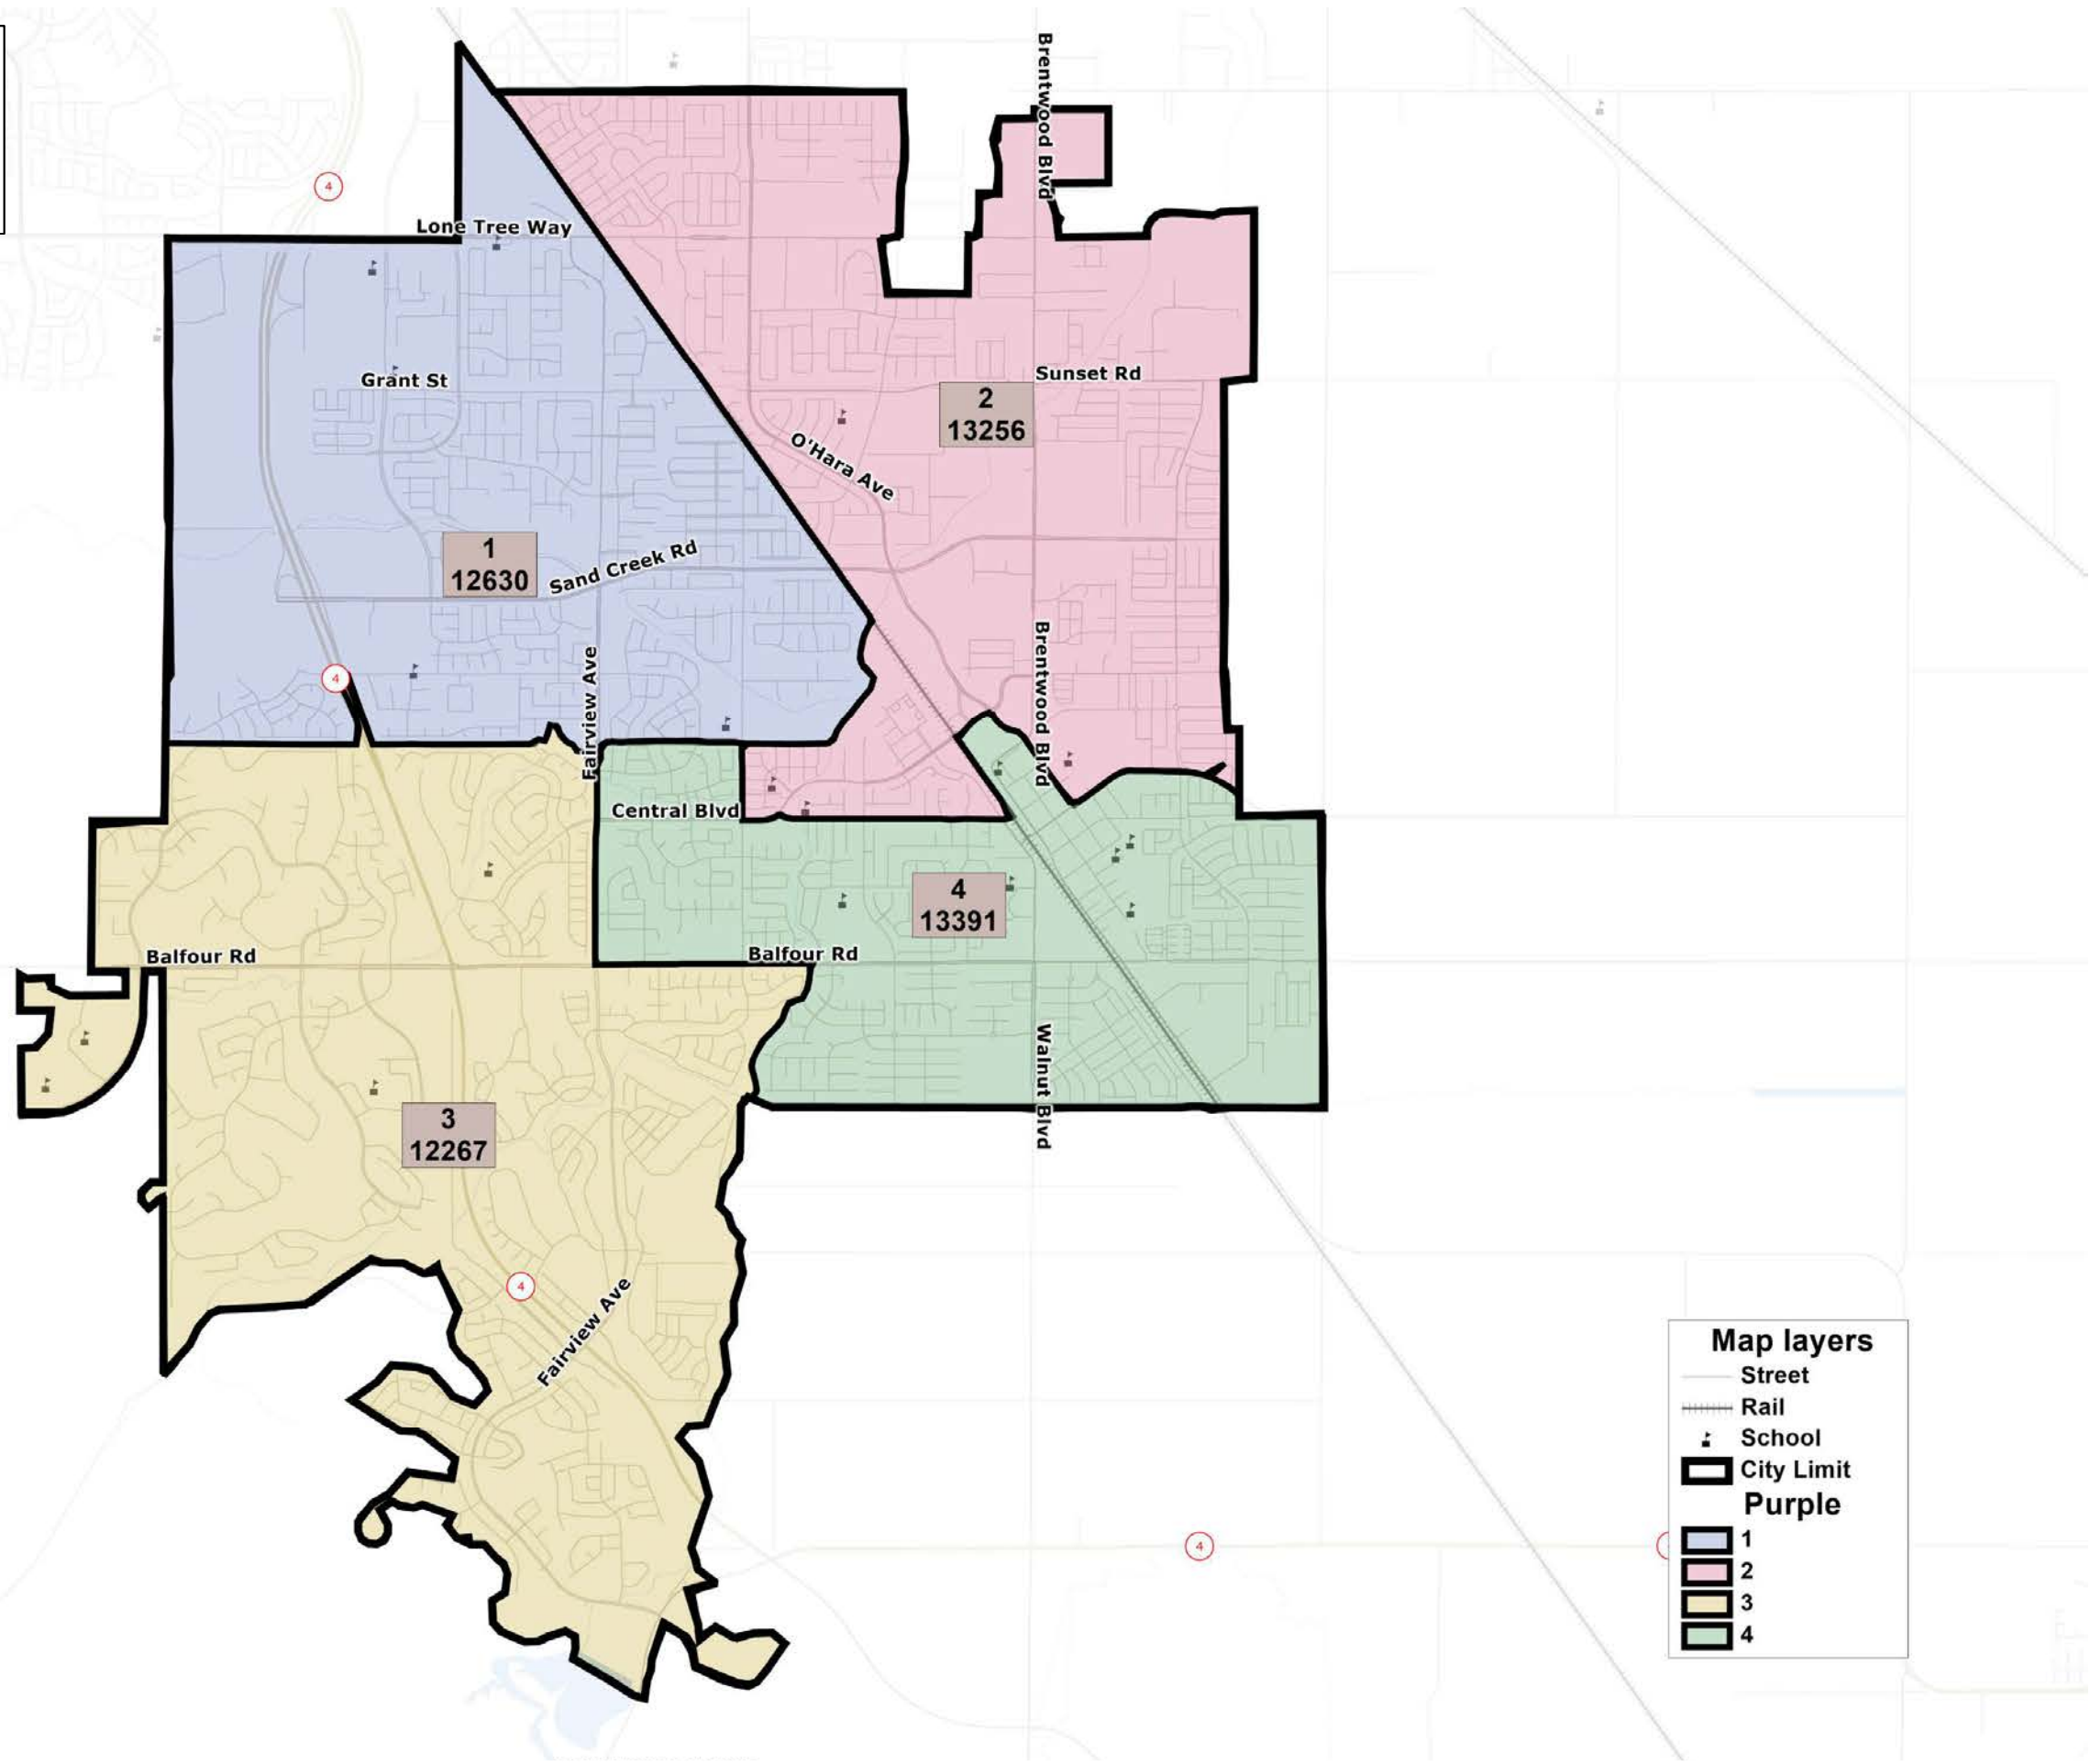 Brentwood Blvd
4
Lone Tree Way
Grant St
Sunset Rd
2
13256
O'Hara Ave
1
12630
Sand Creek Rd
4
Fairview Ave
Brentwood Blvd
Central Blvd
4
13391
Balfour Rd
Balfour Rd
Walnut Blvd
3
12267
4
Fairview Ave
4
Map layers
Street
Rail
School
City Limit
Purple
1
2
3
4